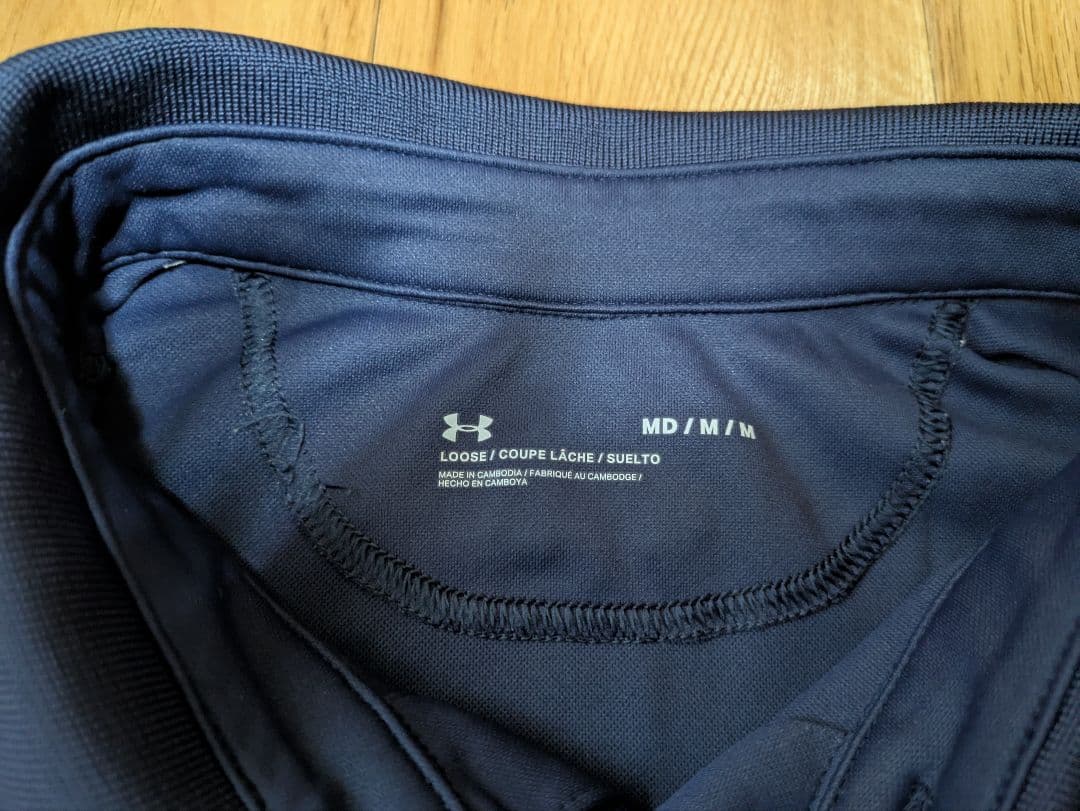 MD / M / M
LOOSE / COUPE LÂCHE / SUELTO
MADE IN CAMBODIA / FABRIQUÉ AU CAMBODGE /
HECHO EN CAMBOYA